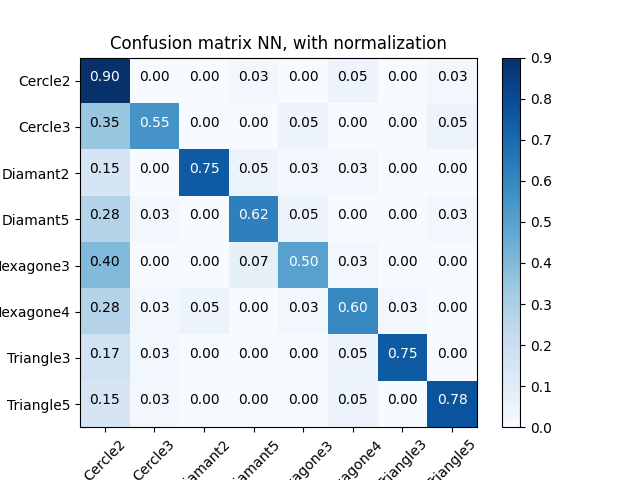 Confusion matrix NN, with normalization
Cercle2 0.90 0.00 0.00 0.03 0.00 0.05 0.00 0.03
Cercle3 0.35 0.55 0.00 0.00 0.05 0.00 0.00 0.05
Diamant2 0.15 0.00 0.75 0.05 0.03 0.03 0.00 0.00
Diamant5 0.28 0.03 0.00 0.62 0.05 0.00 0.00 0.03
lexagone3 0.40 0.00 0.00 0.07 0.50 0.03 0.00 0.00
lexagone4 0.28 0.03 0.05 0.00 0.03 0.60 0.03 0.00
Triangle3 0.17 0.03 0.00 0.00 0.00 0.05 0.75 0.00
Triangle5 0.15 0.03 0.00 0.00 0.00 0.05 0.00 0.78
Cercle2 Cercle3 iamant2 iamant5 xagone3 xagone4 Triangle3 Triangle5
0.9
0.8
0.7
0.6
0.5
0.4
0.3
0.2
0.1
0.0